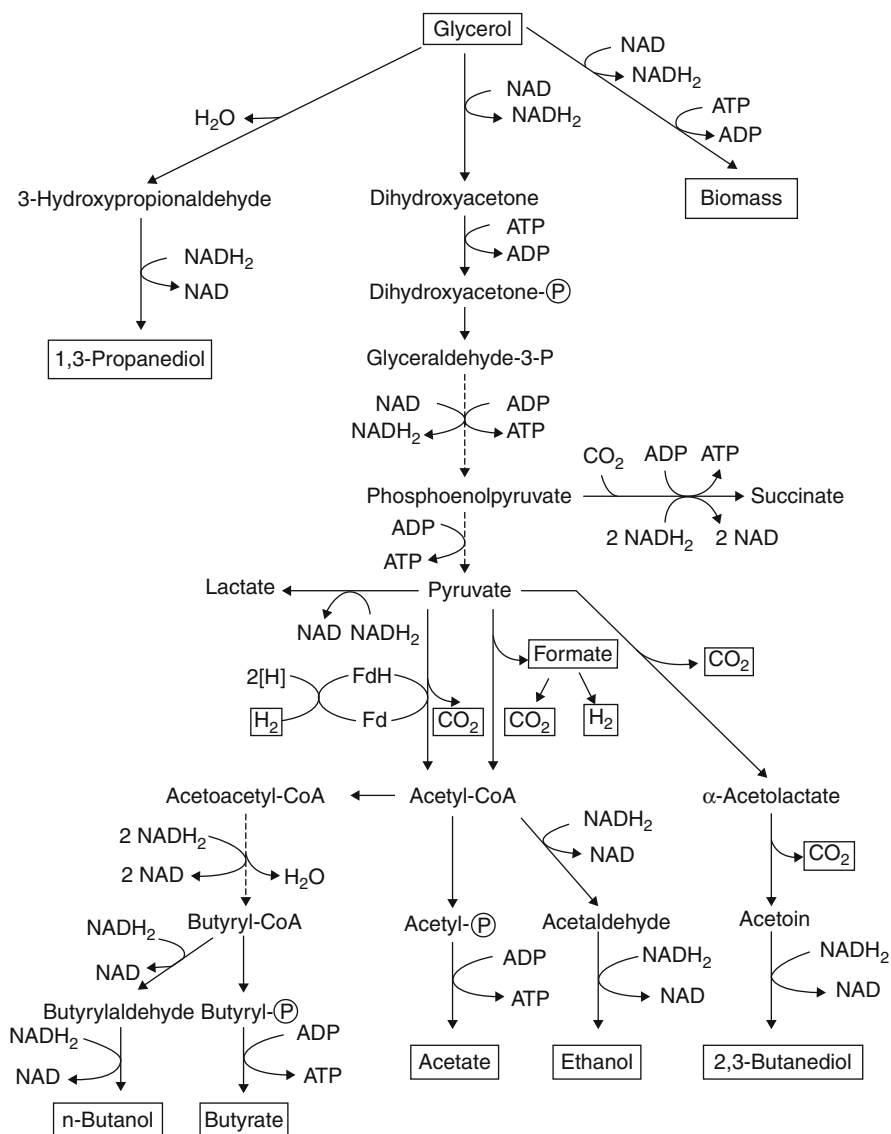 Glycerol
NAD
NADH₂
NAD
NADH₂
ATP
ADP
H₂O
3-Hydroxypropionaldehyde
Dihydroxyacetone
Biomass
NADH₂
NAD
ATP
ADP
Dihydroxyacetone-Ⓟ
1,3-Propanediol
Glyceraldehyde-3-P
NAD
ADP
NADH₂
ATP
CO₂
ADP
ATP
Phosphoenolpyruvate
Succinate
2 NADH₂
2 NAD
ADP
ATP
Lactate
Pyruvate
NAD
NADH₂
Formate
CO₂
2[H]
FdH
H₂
Fd
CO₂
CO₂
H₂
Acetoacetyl-CoA
Acetyl-CoA
α-Acetolactate
2 NADH₂
2 NAD
H₂O
NADH₂
NAD
CO₂
Butyryl-CoA
Acetyl-Ⓟ
Acetaldehyde
Acetoin
NADH₂
NAD
ADP
ATP
NADH₂
NAD
NADH₂
NAD
Butyrylaldehyde
Butyryl-Ⓟ
NADH₂
NAD
ADP
ATP
Acetate
Ethanol
2,3-Butanediol
n-Butanol
Butyrate